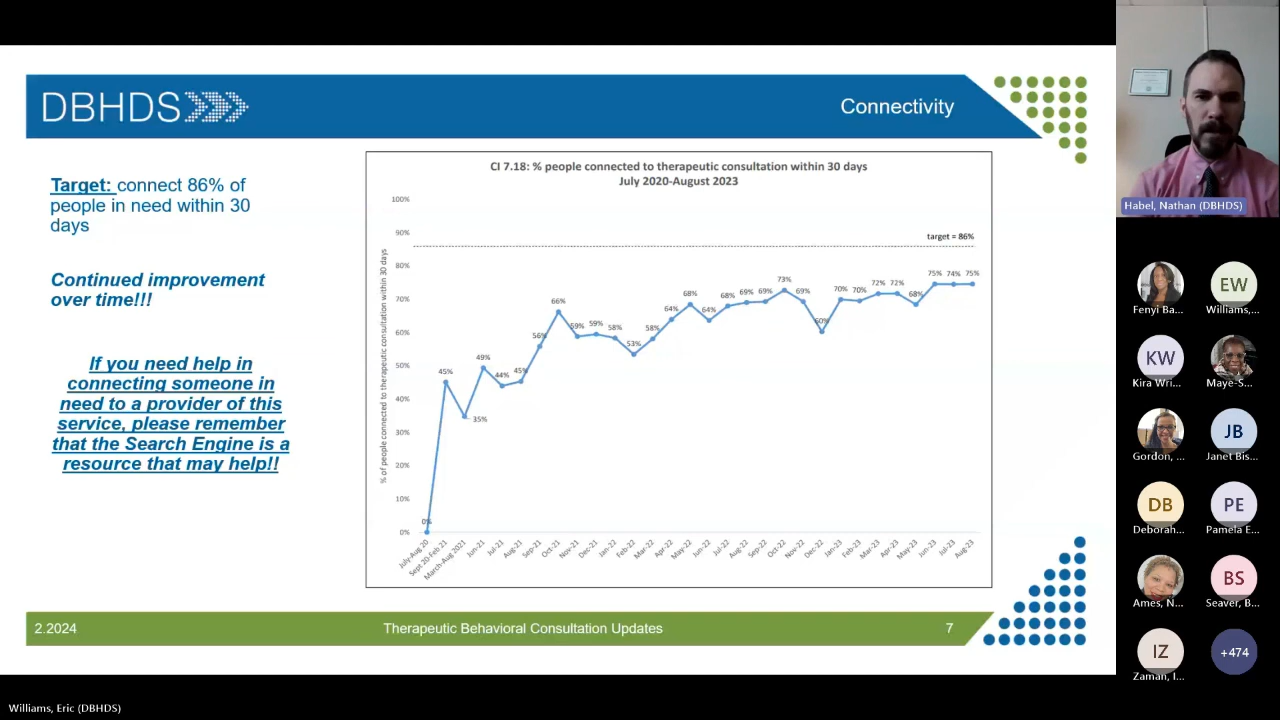 DBHDS
Connectivity
Target: connect 86% of
people in need within 30
days
Continued improvement
over time!!!
If you need help in
connecting someone in
need to a provider of this
service, please remember
that the Search Engine is a
resource that may help!!
CI 7.18: % people connected to therapeutic consultation within 30 days
July 2020-August 2023
% of people connected to therapeutic consultation within 30 days
100%
90%
80%
70%
60%
50%
40%
30%
20%
10%
0%
target = 86%
0%
45%
35%
49%
44%
45%
56%
66%
59%
59%
58%
53%
58%
64%
68%
64%
68%
69%
69%
73%
69%
60%
70%
70%
72%
72%
68%
75%
74%
75%
July-Aug 20
Sept 20-Feb 21
March-Aug 2021
Jun-21
Jul-21
Aug-21
Sep-21
Oct-21
Nov-21
Dec-21
Jan-22
Feb-22
Mar-22
Apr-22
May-22
Jun-22
Jul-22
Aug-22
Sep-22
Oct-22
Nov-22
Dec-22
Jan-23
Feb-23
Mar-23
Apr-23
May-23
Jun-23
Jul-23
Aug-23
2.2024
Therapeutic Behavioral Consultation Updates
7
Habel, Nathan (DBHDS)
Fenyi Ba...
EW
Williams,...
KW
Kira Wri...
Maye-S...
Gordon, ...
JB
Janet Bis...
DB
Deborah...
PE
Pamela E...
Ames, N...
BS
Seaver, B...
IZ
Zaman, I...
+474
Williams, Eric (DBHDS)